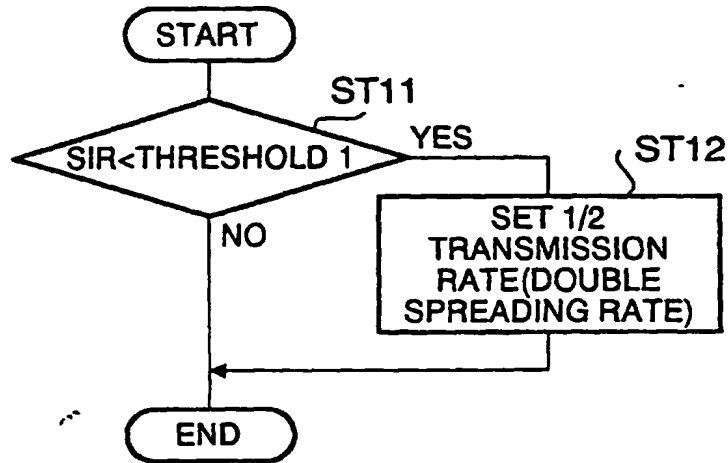 START
ST11
SIR<THRESHOLD 1
YES
ST12
SET 1/2
TRANSMISSION
RATE(DOUBLE
SPREADING RATE)
NO
END